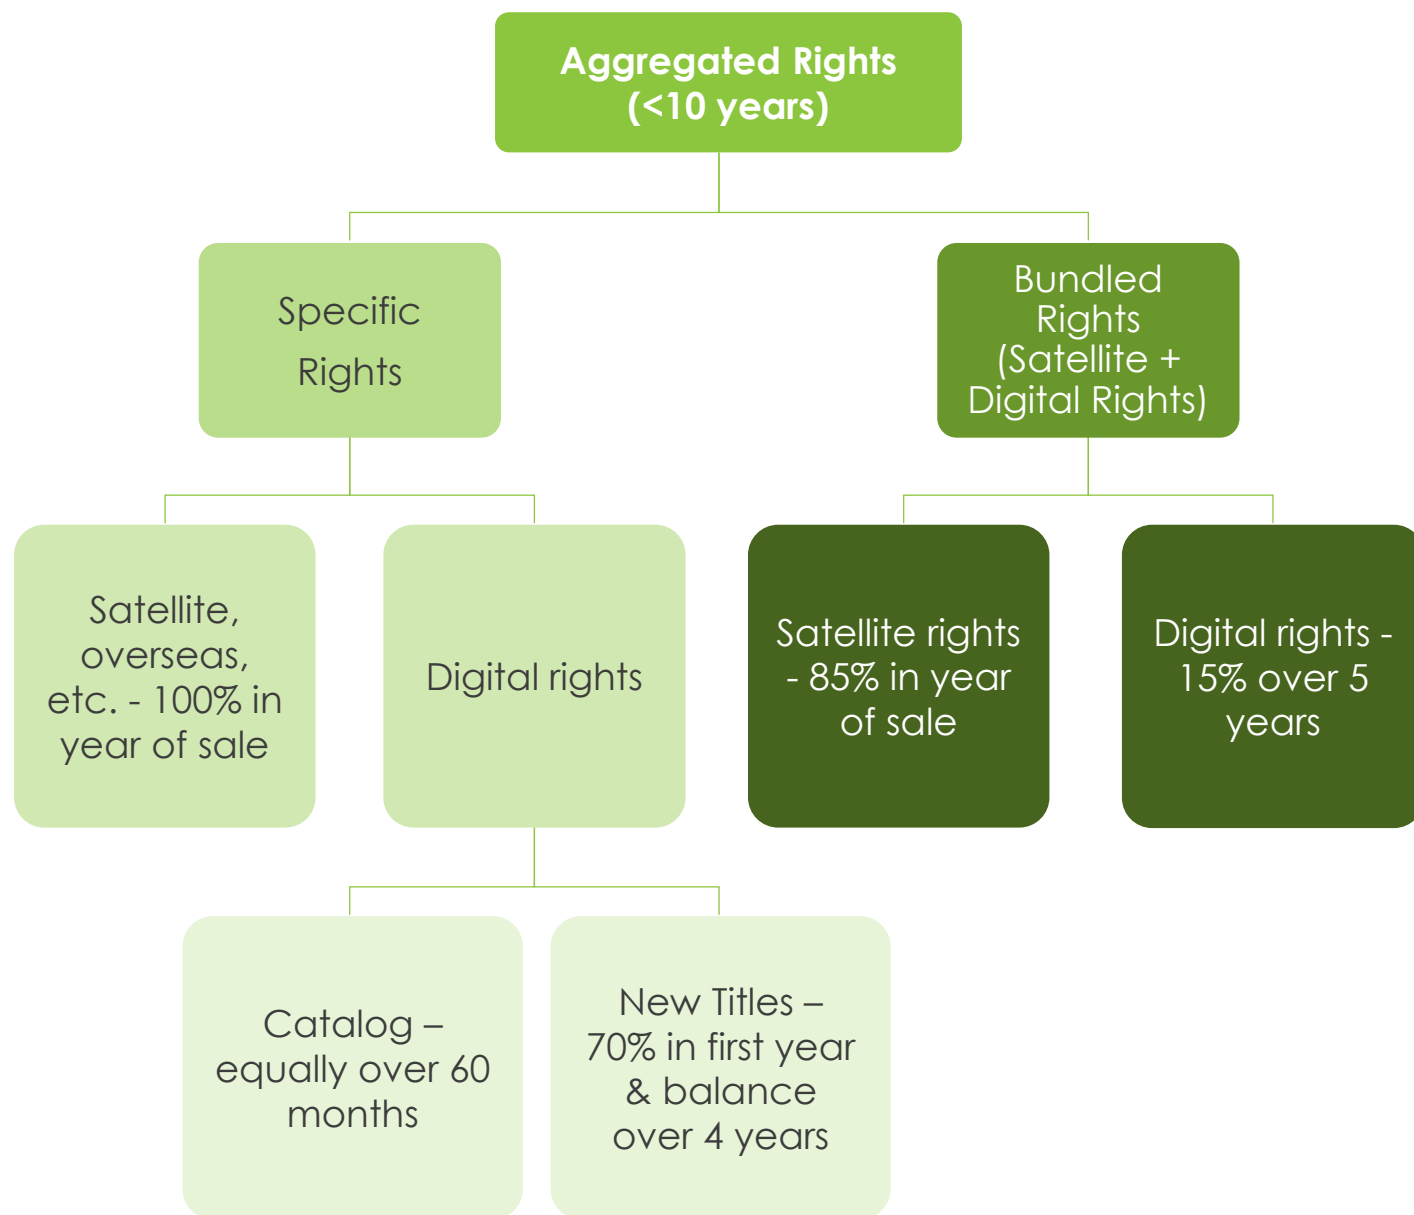 Aggregated Rights
(<10 years)
Specific
Rights
Bundled
Rights
(Satellite +
Digital Rights)
Satellite,
overseas,
etc. - 100% in
year of sale
Digital rights
Satellite rights
- 85% in year
of sale
Digital rights -
15% over 5
years
Catalog –
equally over 60
months
New Titles –
70% in first year
& balance
over 4 years